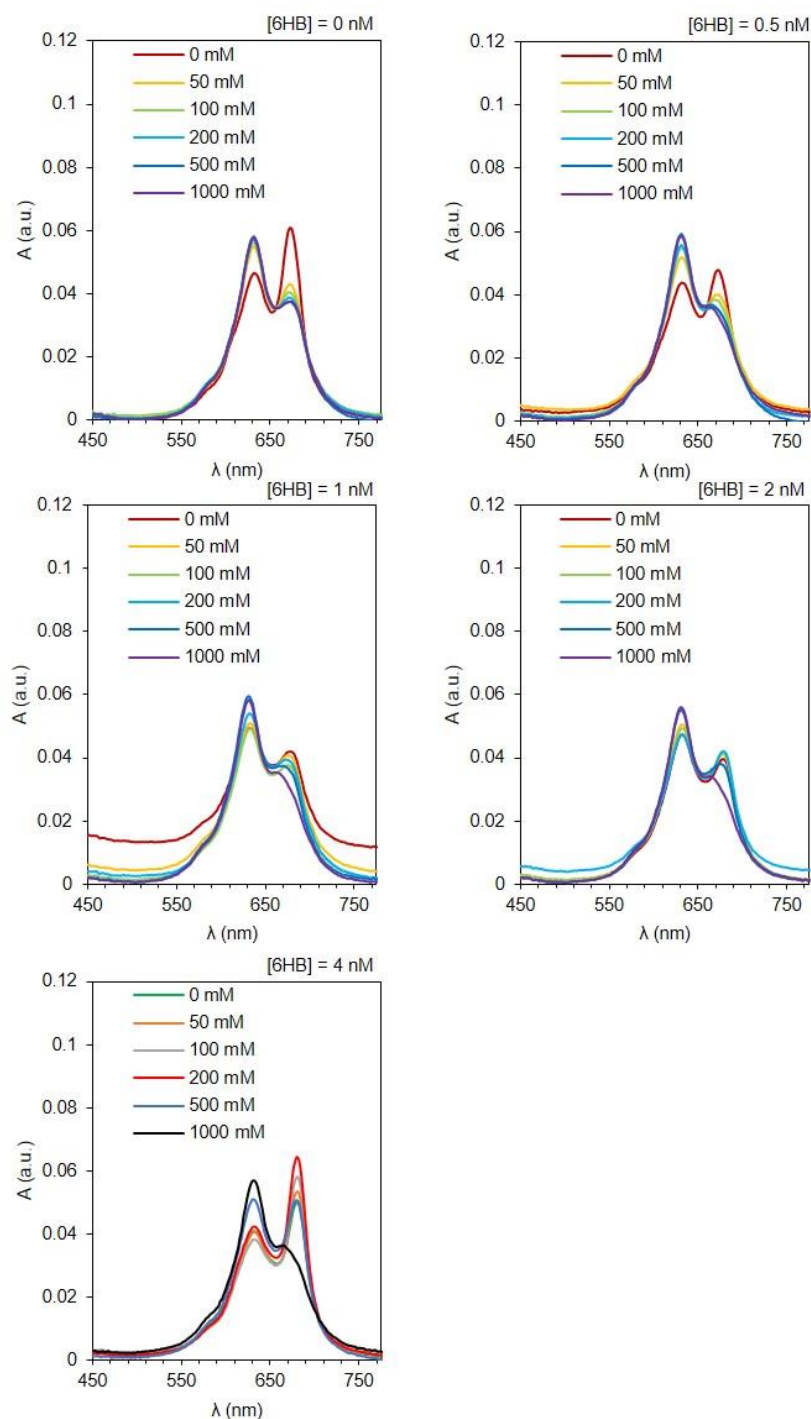 [6HB] = 0 nM
0.12
0.1
0.08
0.06
0.04
0.02
0
A (a.u.)
0 mM
50 mM
100 mM
200 mM
500 mM
1000 mM
450
550
650
750
λ (nm)
[6HB] = 0.5 nM
0.12
0.1
0.08
0.06
0.04
0.02
0
A (a.u.)
0 mM
50 mM
100 mM
200 mM
500 mM
1000 mM
450
550
650
750
λ (nm)
[6HB] = 1 nM
0.12
0.1
0.08
0.06
0.04
0.02
0
A (a.u.)
0 mM
50 mM
100 mM
200 mM
500 mM
1000 mM
450
550
650
750
λ (nm)
[6HB] = 2 nM
0.12
0.1
0.08
0.06
0.04
0.02
0
A (a.u.)
0 mM
50 mM
100 mM
200 mM
500 mM
1000 mM
450
550
650
750
λ (nm)
[6HB] = 4 nM
0.12
0.1
0.08
0.06
0.04
0.02
0
A (a.u.)
0 mM
50 mM
100 mM
200 mM
500 mM
1000 mM
450
550
650
750
λ (nm)